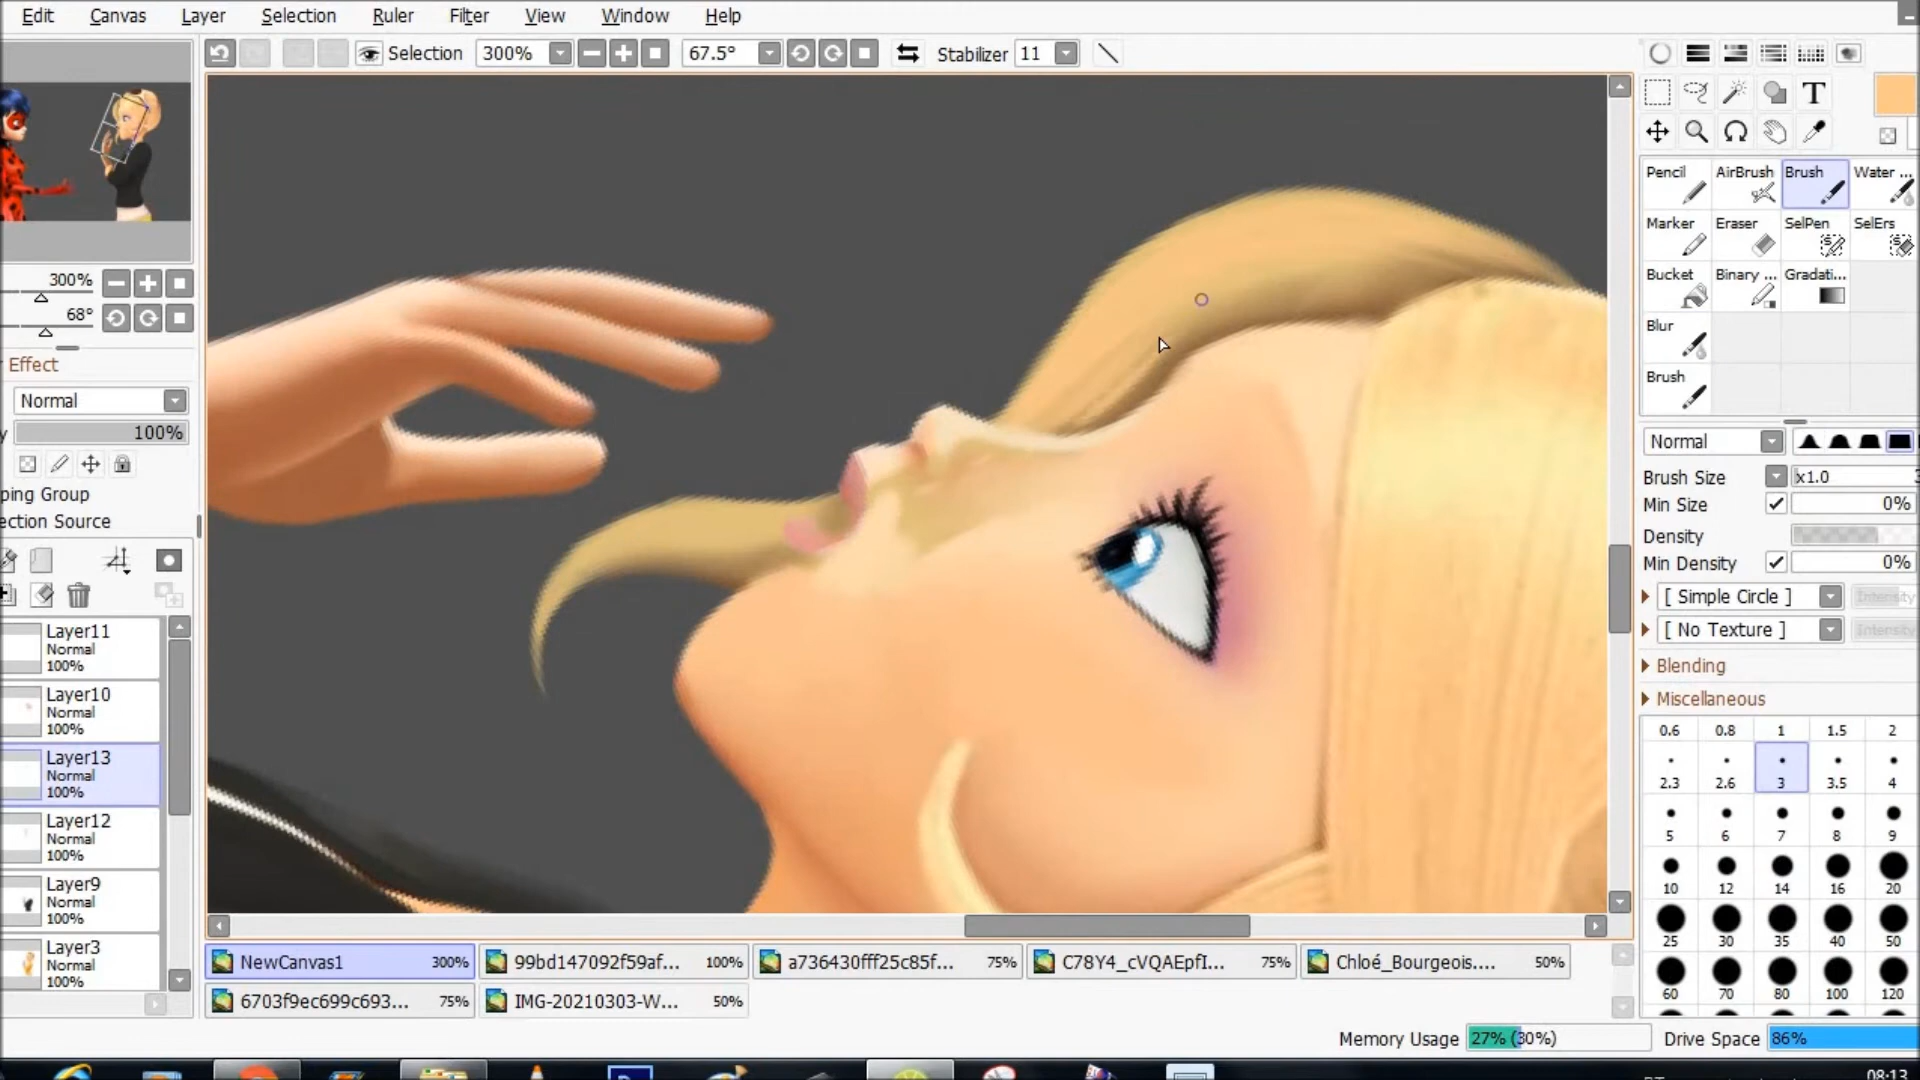 Edit Canvas Layer Selection Ruler Filter View Window Help
Selection 300% 67.5° Stabilizer 11
T
300%
68°
Effect
Normal
100%
Pencil AirBrush Brush Water ...
Marker Eraser SelPen SelErs
Bucket Binary ... Gradati...
Blur
Brush
Normal
Brush Size x1.0
Min Size 0%
Density
Min Density 0%
[ Simple Circle ] Intensity
[ No Texture ] Intensity
Blending
Miscellaneous
0.6 0.8 1 1.5 2
2.3 2.6 3 3.5 4
5 6 7 8 9
10 12 14 16 20
25 30 35 40 50
60 70 80 100 120
ping Group
ection Source
Layer11
Normal
100%
Layer10
Normal
100%
Layer13
Normal
100%
Layer12
100%
Layer9
Normal
100%
Layer3
Normal
100%
NewCanvas1 300%
99bd147092f59af... 100%
a736430fff25c85f... 75%
C78Y4_cVQAEpfI... 75%
Chloé_Bourgeois.... 50%
6703f9ec699c693... 75%
IMG-20210303-W... 50%
Memory Usage 27% (30%) Drive Space 86%
08:13